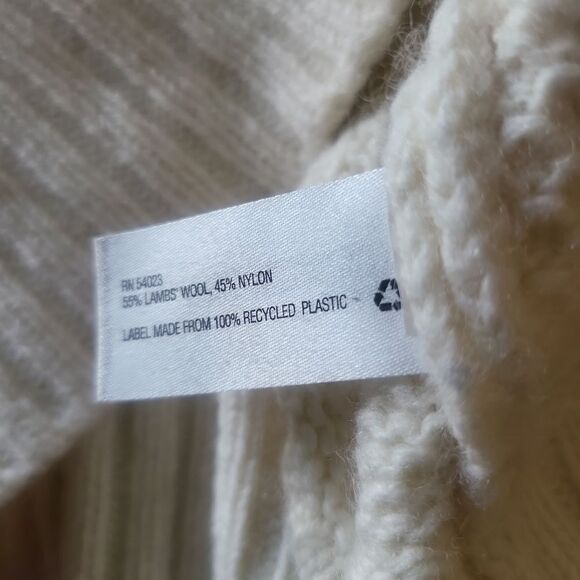 RN 54023
55% LAMBS' WOOL, 45% NYLON
LABEL MADE FROM 100% RECYCLED PLASTIC